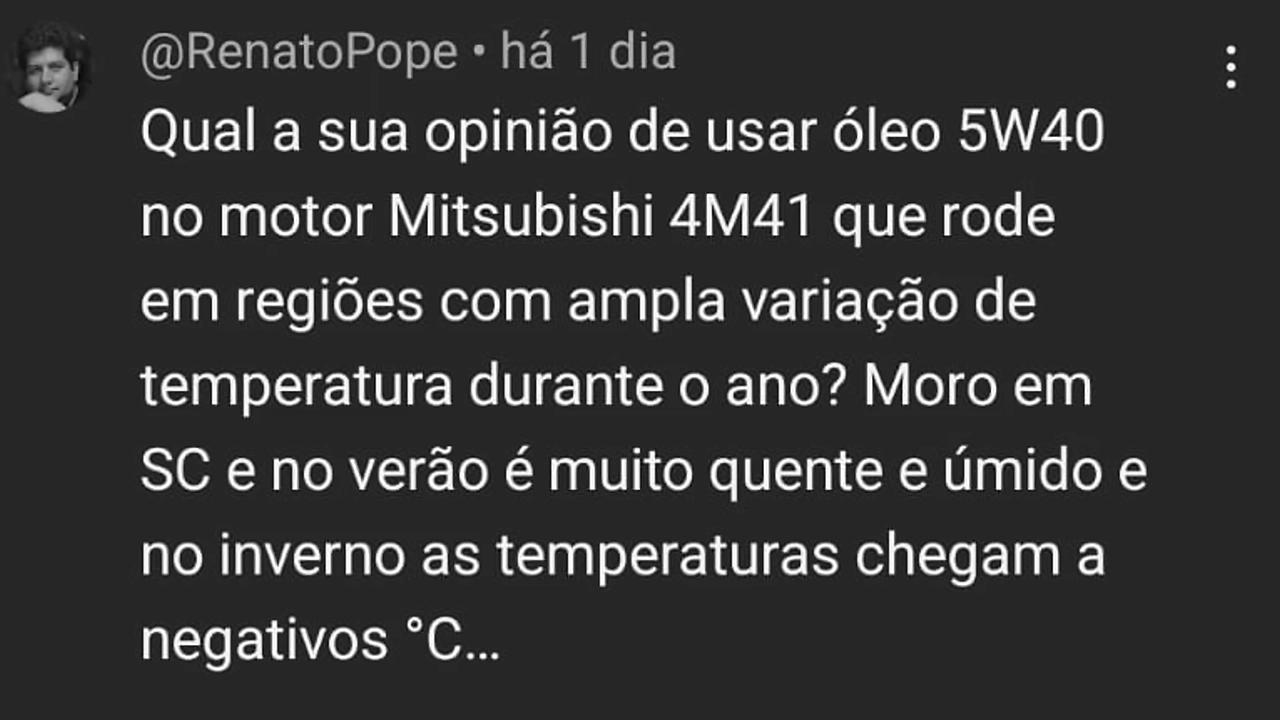 @RenatoPope • há 1 dia
Qual a sua opinião de usar óleo 5W40
no motor Mitsubishi 4M41 que rode
em regiões com ampla variação de
temperatura durante o ano? Moro em
SC e no verão é muito quente e úmido e
no inverno as temperaturas chegam a
negativos °C...